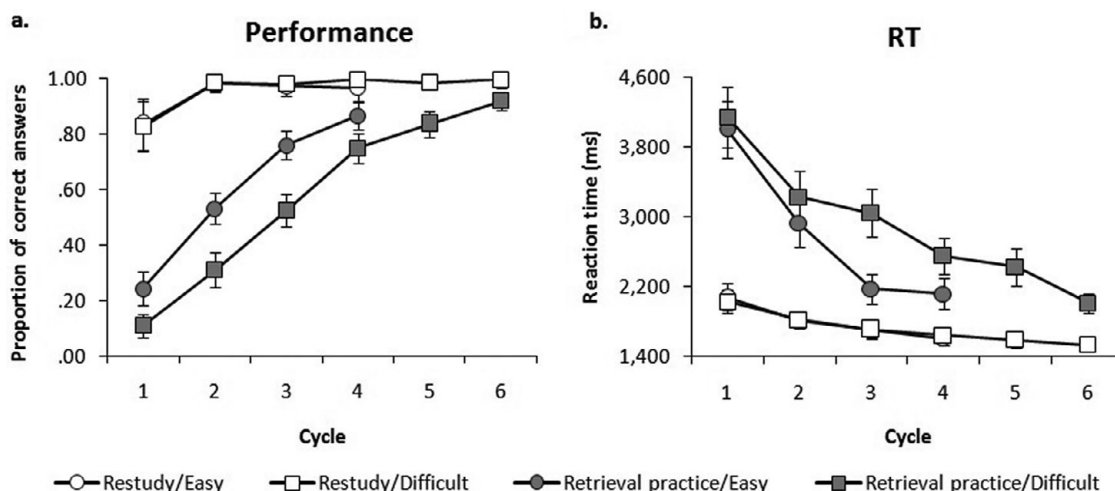 a.
Performance
Proportion of correct answers
1.00
.80
.60
.40
.20
.00
1 2 3 4 5 6
Cycle
b.
RT
Reaction time (ms)
4,600
3,800
3,000
2,200
1,400
1 2 3 4 5 6
Cycle
Restudy/Easy Restudy/Difficult Retrieval practice/Easy Retrieval practice/Difficult